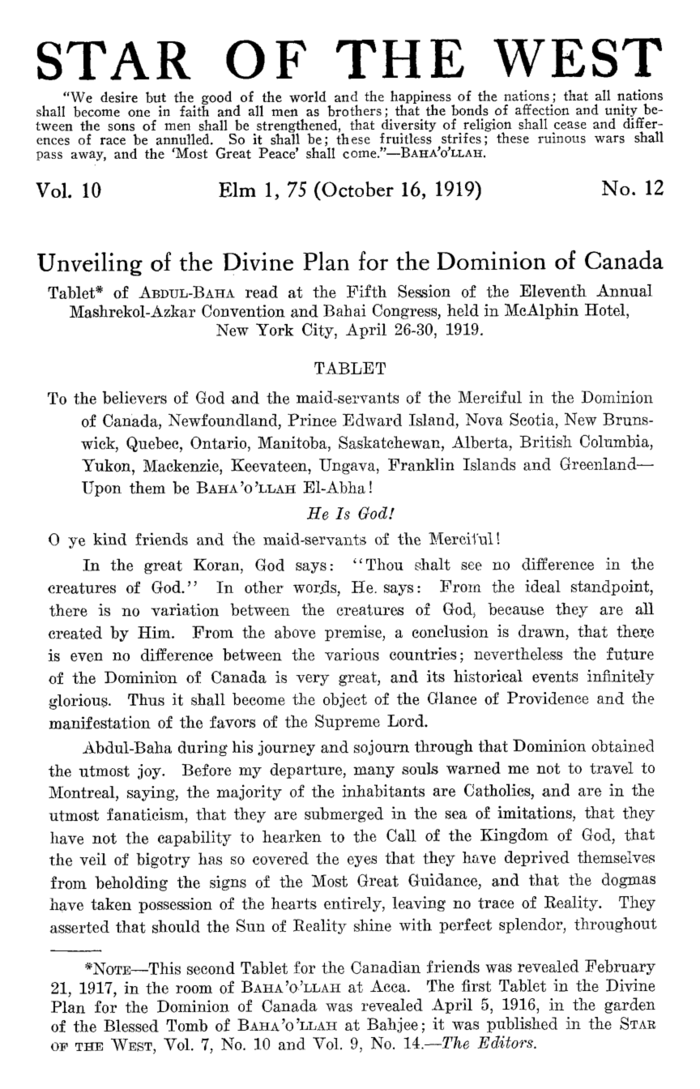 STAR OF THE WEST
"We desire but the good of the world and the happiness of the nations; that all nations
shall become one in faith and all men as brothers; that the bonds of affection and unity be-
tween the sons of men shall be strengthened, that diversity of religion shall cease and differ-
ences of race be annulled. So it shall be; these fruitless strifes; these ruinous wars shall
pass away, and the 'Most Great Peace' shall come."—BAHA'O'LLAH.
Vol. 10 Elm 1, 75 (October 16, 1919) No. 12
Unveiling of the Divine Plan for the Dominion of Canada
Tablet* of ABDUL-BAHA read at the Fifth Session of the Eleventh Annual
Mashrekol-Azkar Convention and Bahai Congress, held in McAlphin Hotel,
New York City, April 26-30, 1919.
TABLET
To the believers of God and the maid-servants of the Merciful in the Dominion
of Canada, Newfoundland, Prince Edward Island, Nova Scotia, New Bruns-
wick, Quebec, Ontario, Manitoba, Saskatchewan, Alberta, British Columbia,
Yukon, Mackenzie, Keevateen, Ungava, Franklin Islands and Greenland—
Upon them be BAHA'O'LLAH El-Abha!
He Is God!
O ye kind friends and the maid-servants of the Merciful!
In the great Koran, God says: "Thou shalt see no difference in the
creatures of God." In other words, He says: From the ideal standpoint,
there is no variation between the creatures of God, because they are all
created by Him. From the above premise, a conclusion is drawn, that there
is even no difference between the various countries; nevertheless the future
of the Dominion of Canada is very great, and its historical events infinitely
glorious. Thus it shall become the object of the Glance of Providence and the
manifestation of the favors of the Supreme Lord.
Abdul-Baha during his journey and sojourn through that Dominion obtained
the utmost joy. Before my departure, many souls warned me not to travel to
Montreal, saying, the majority of the inhabitants are Catholics, and are in the
utmost fanaticism, that they are submerged in the sea of imitations, that they
have not the capability to hearken to the Call of the Kingdom of God, that
the veil of bigotry has so covered the eyes that they have deprived themselves
from beholding the signs of the Most Great Guidance, and that the dogmas
have taken possession of the hearts entirely, leaving no trace of Reality. They
asserted that should the Sun of Reality shine with perfect splendor, throughout
*NOTE—This second Tablet for the Canadian friends was revealed February
21, 1917, in the room of BAHA'O'LLAH at Acca. The first Tablet in the Divine
Plan for the Dominion of Canada was revealed April 5, 1916, in the garden
of the Blessed Tomb of BAHA'O'LLAH at Bahjee; it was published in the STAR
OF THE WEST, Vol. 7, No. 10 and Vol. 9, No. 14.—The Editors.